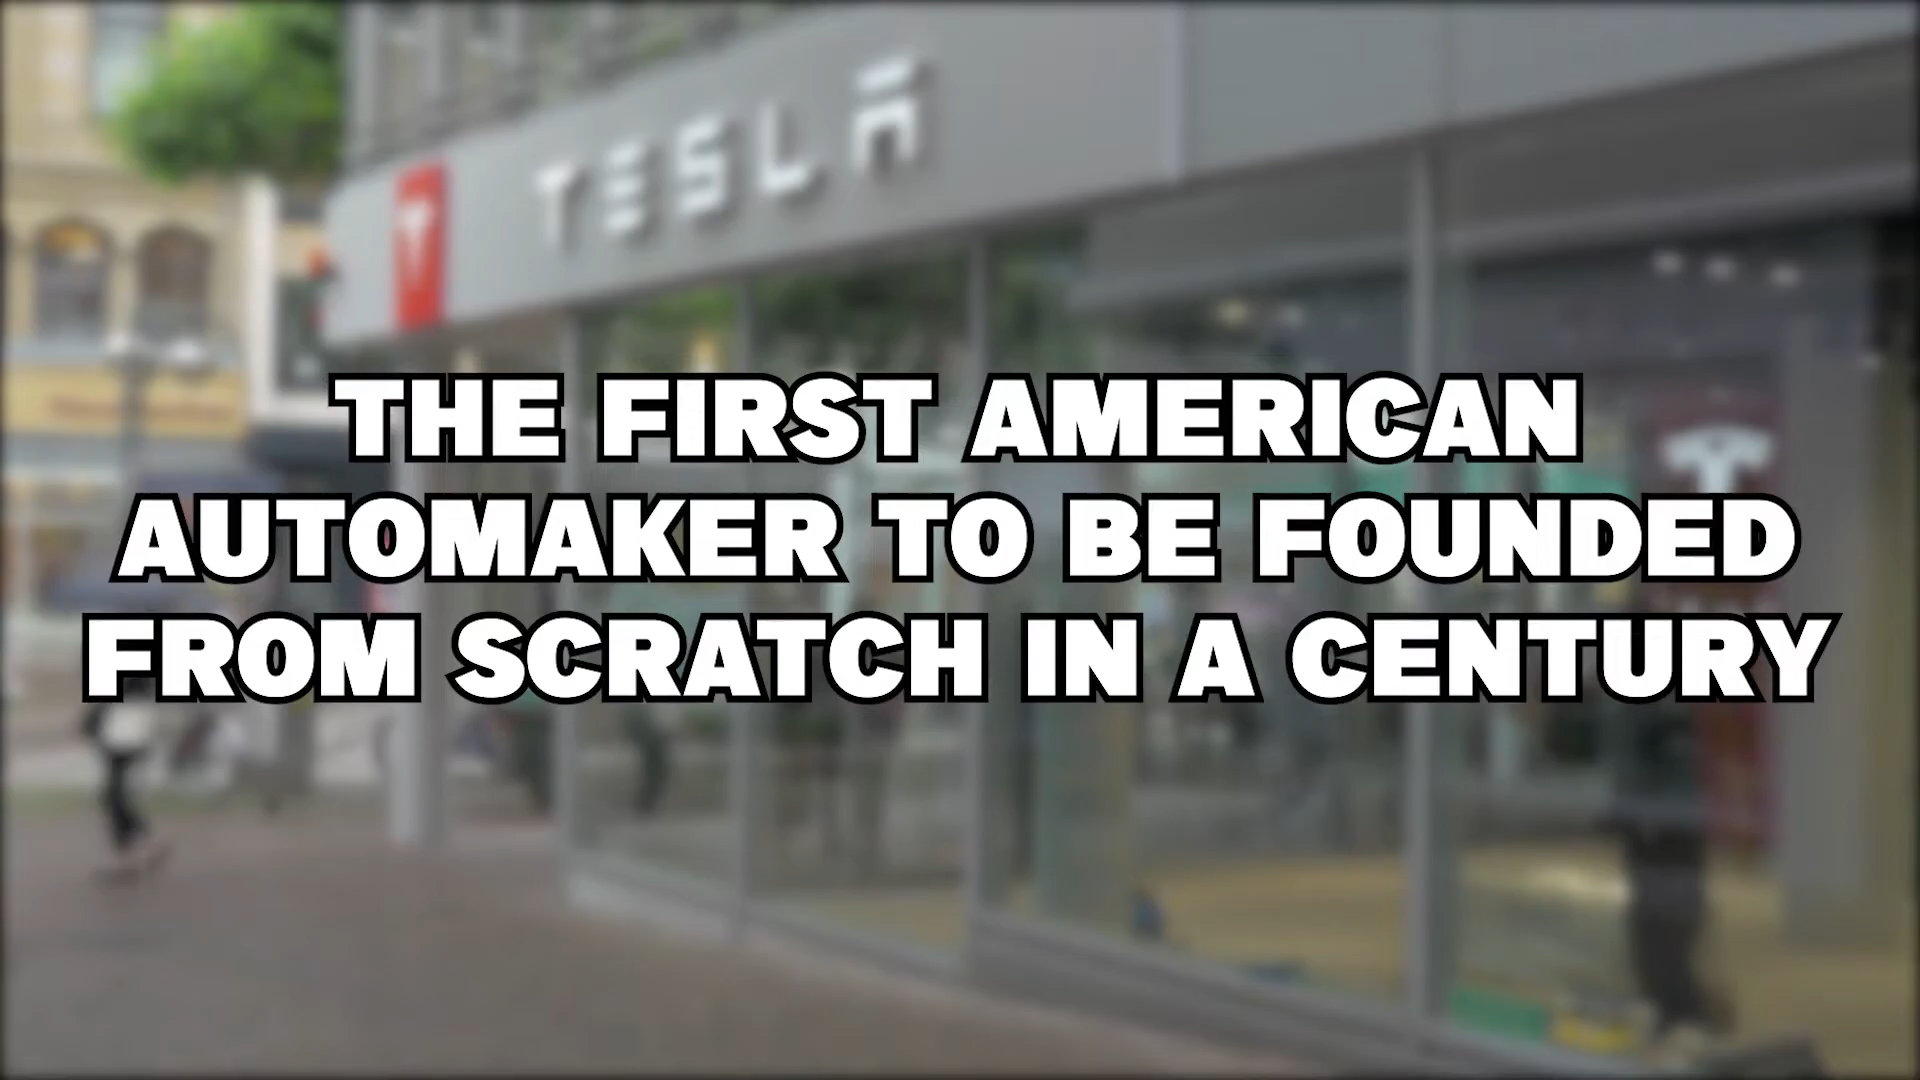 TESLA
THE FIRST AMERICAN
AUTOMAKER TO BE FOUNDED
FROM SCRATCH IN A CENTURY